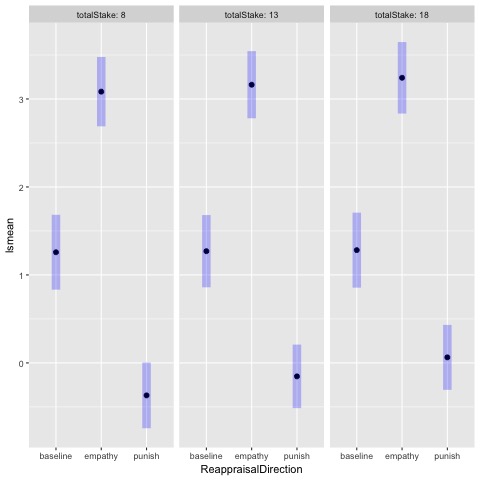 totalStake: 8 totalStake: 13 totalStake: 18
lsmean
3
2
1
0
baseline empathy punish baseline empathy punish baseline empathy punish
ReappraisalDirection